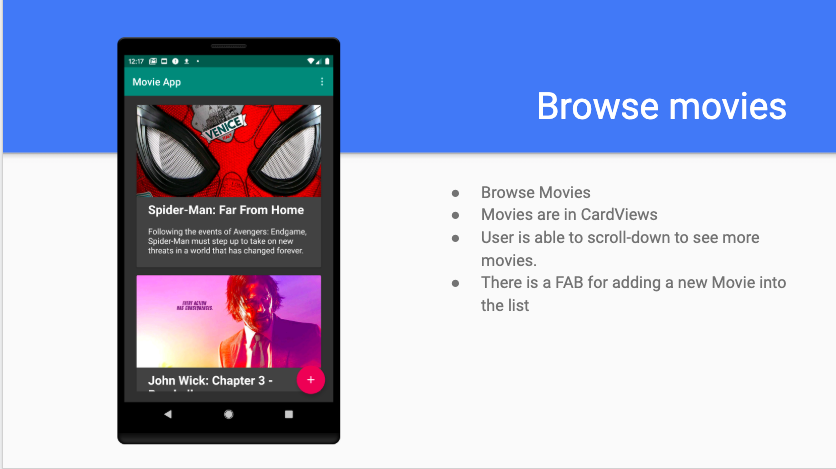 Browse movies
12:17
Movie App
VENICE
Spider-Man: Far From Home
Following the events of Avengers: Endgame,
Spider-Man must step up to take on new
threats in a world that has changed forever.
EVERY ACTION
HAS CONSEQUENCES.
John Wick: Chapter 3 -
Browse Movies
Movies are in CardViews
User is able to scroll-down to see more
movies.
There is a FAB for adding a new Movie into
the list